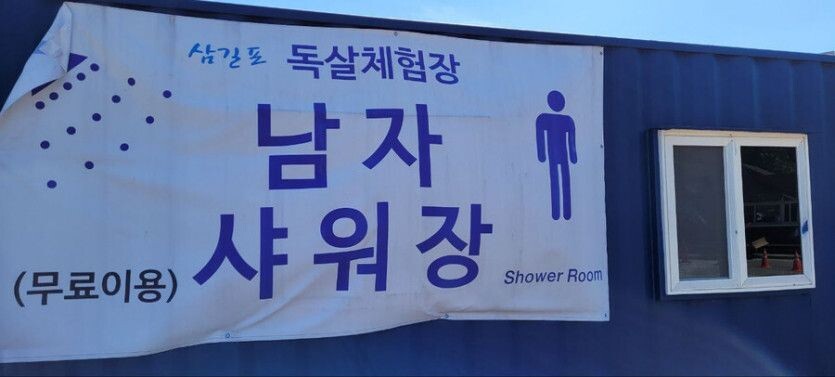 삼길포 독살체험장
남자
샤워장
(무료이용)
Shower Room